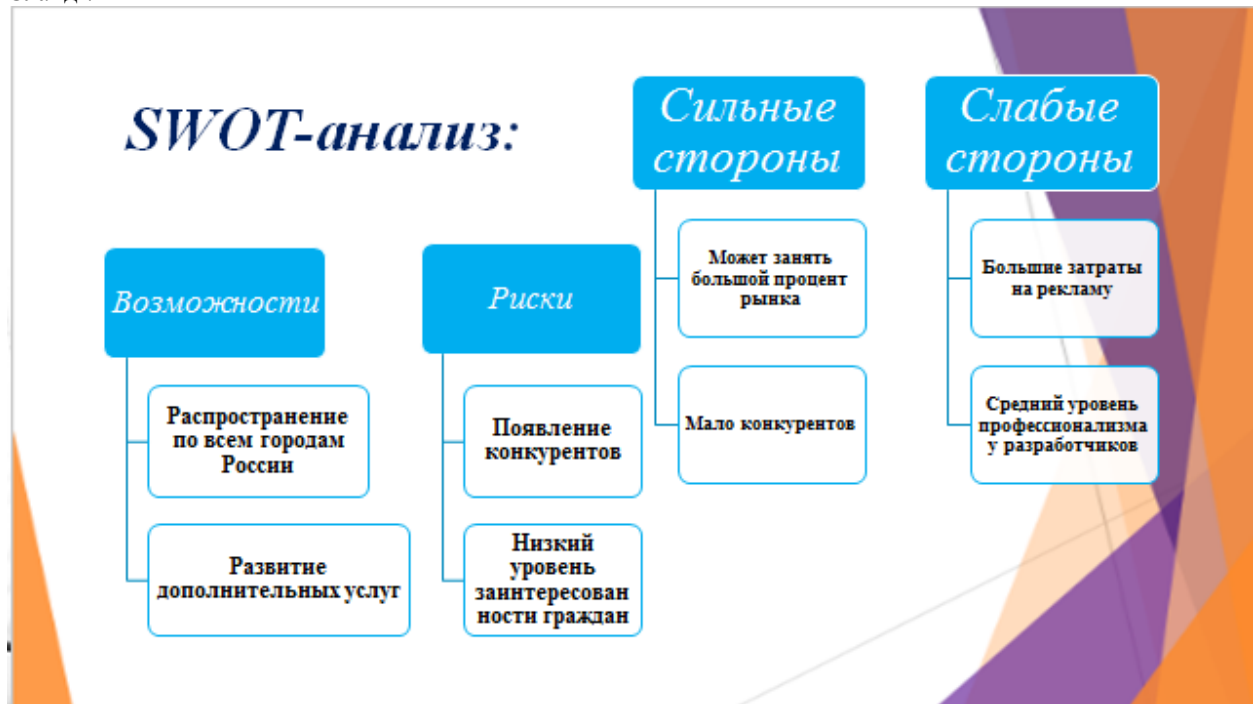 SWOT-анализ:
Сильные
стороны
Может занять
большой процент
рынка
Мало конкурентов
Слабые
стороны
Большие затраты
на рекламу
Средний уровень
профессионализма
у разработчиков
Возможности
Распространение
по всем городам
России
Развитие
дополнительных услуг
Риски
Появление
конкурентов
Низкий
уровень
заинтересован
ности граждан